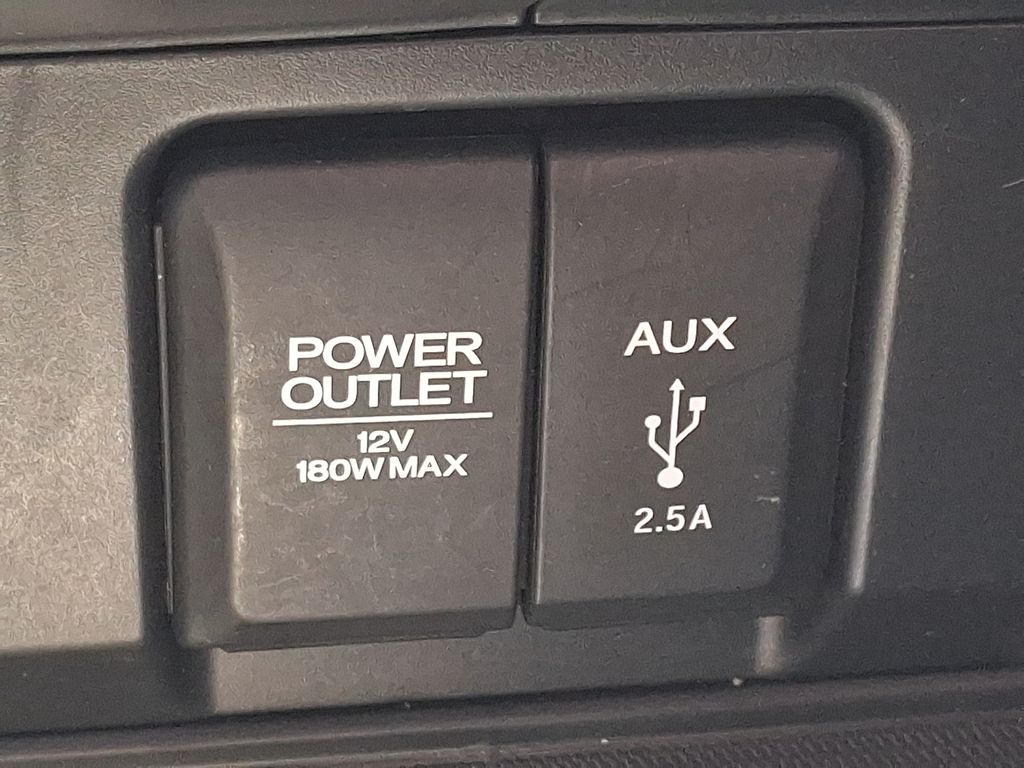 POWER
OUTLET
12V
180W MAX
AUX
2.5A